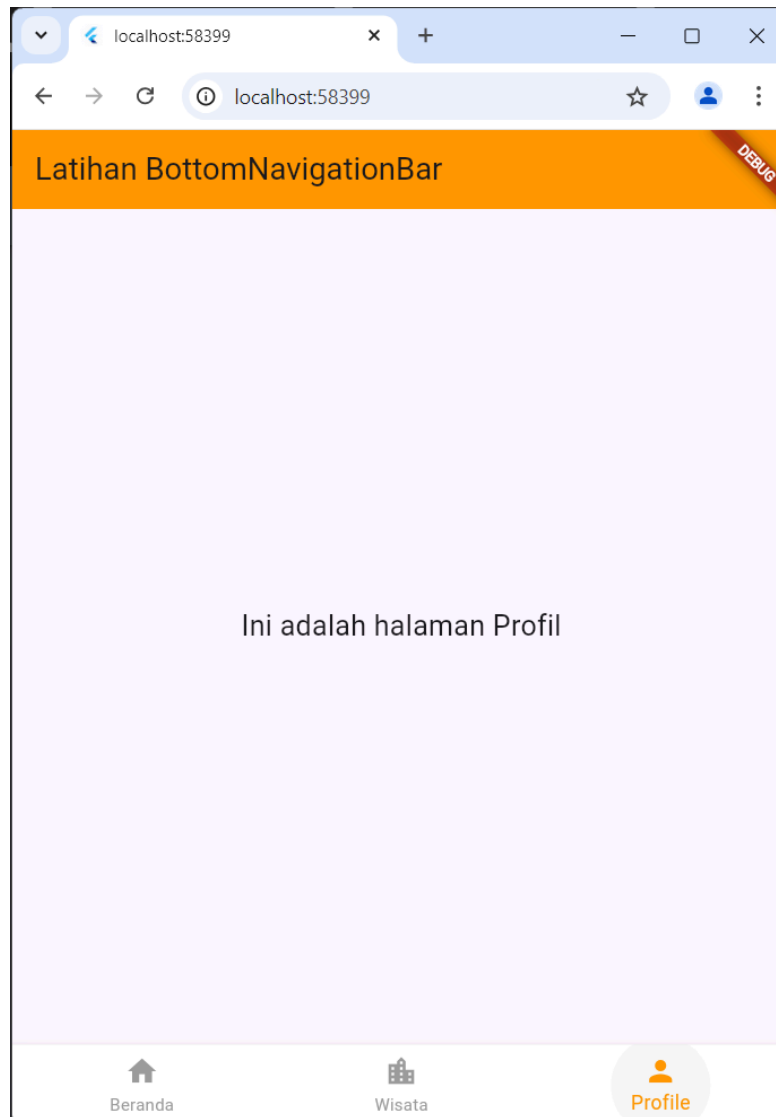 localhost:58399
localhost:58399
Latihan BottomNavigationBar
DEBUG
Ini adalah halaman Profil
Beranda
Wisata
Profile